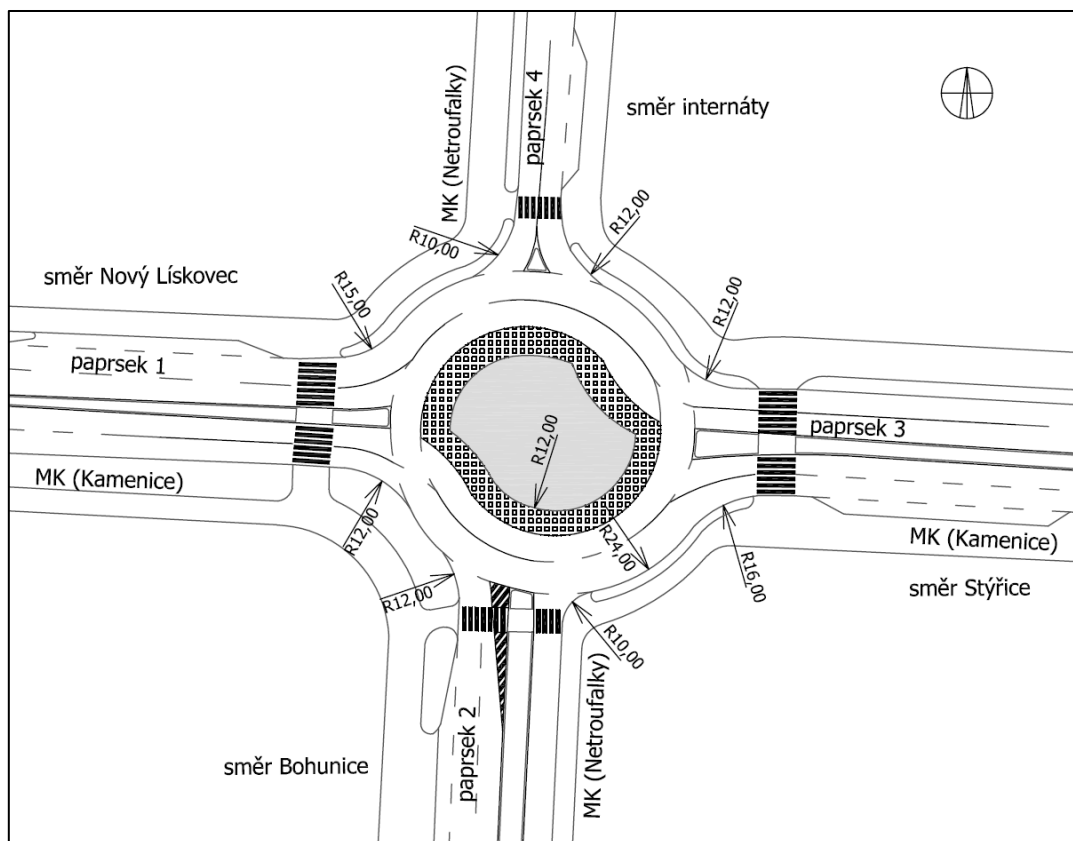 MK (Netroufalky)
paprsek 4
směr internáty
R12,00
R10,00
směr Nový Lískovec
R15,00
R12,00
paprsek 1
R12,00
paprsek 3
MK (Kamenice)
R12,00
R24,00
MK (Kamenice)
R16,00
směr Stýřice
R12,00
R10,00
MK (Netroufalky)
paprsek 2
směr Bohunice